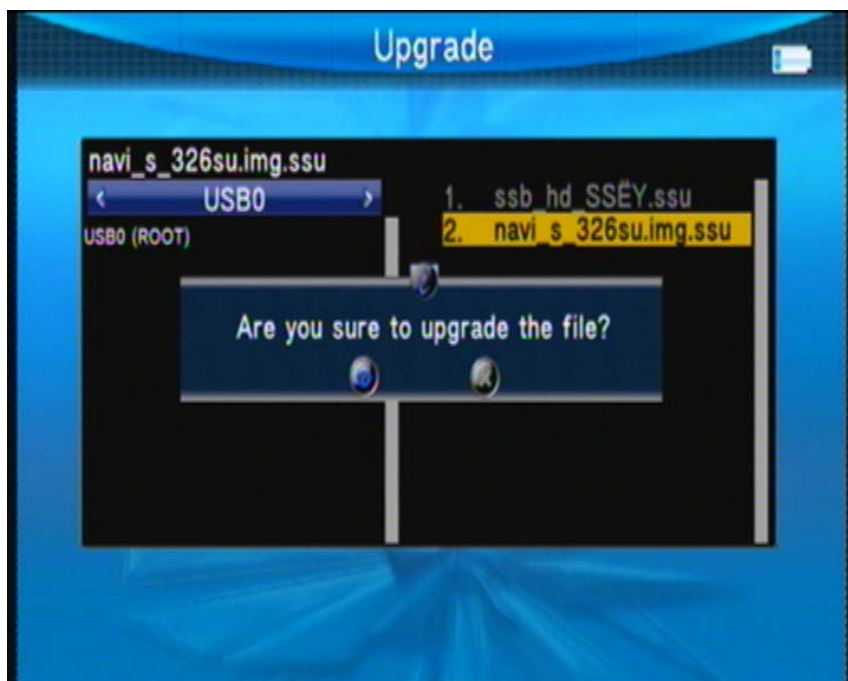 Upgrade
navi_s_326su.img.ssu
USB0
USB0 (ROOT)
1. ssb_hd_SSËY.ssu
2. navi_s_326su.img.ssu
Are you sure to upgrade the file?